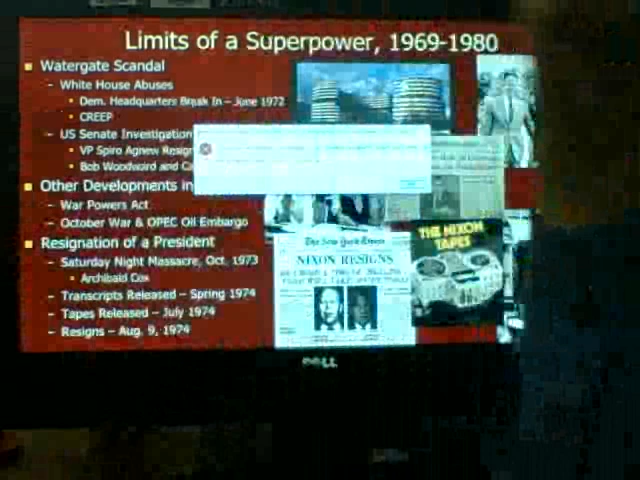 Limits of a Superpower, 1969-1980
Watergate Scandal
– White House Abuses
• Dem. Headquarters Break In – June 1972
• CREEP
– US Senate Investigation
• VP Spiro Agnew Resign
• Bob Woodward and Ca
Other Developments in
– War Powers Act
– October War & OPEC Oil Embargo
Resignation of a President
– Saturday Night Massacre, Oct. 1973
• Archibald Cox
– Transcripts Released – Spring 1974
– Tapes Released – July 1974
– Resigns – Aug. 9, 1974
The New York Times
NIXON RESIGNS
THE NIXON
TAPES
DELL